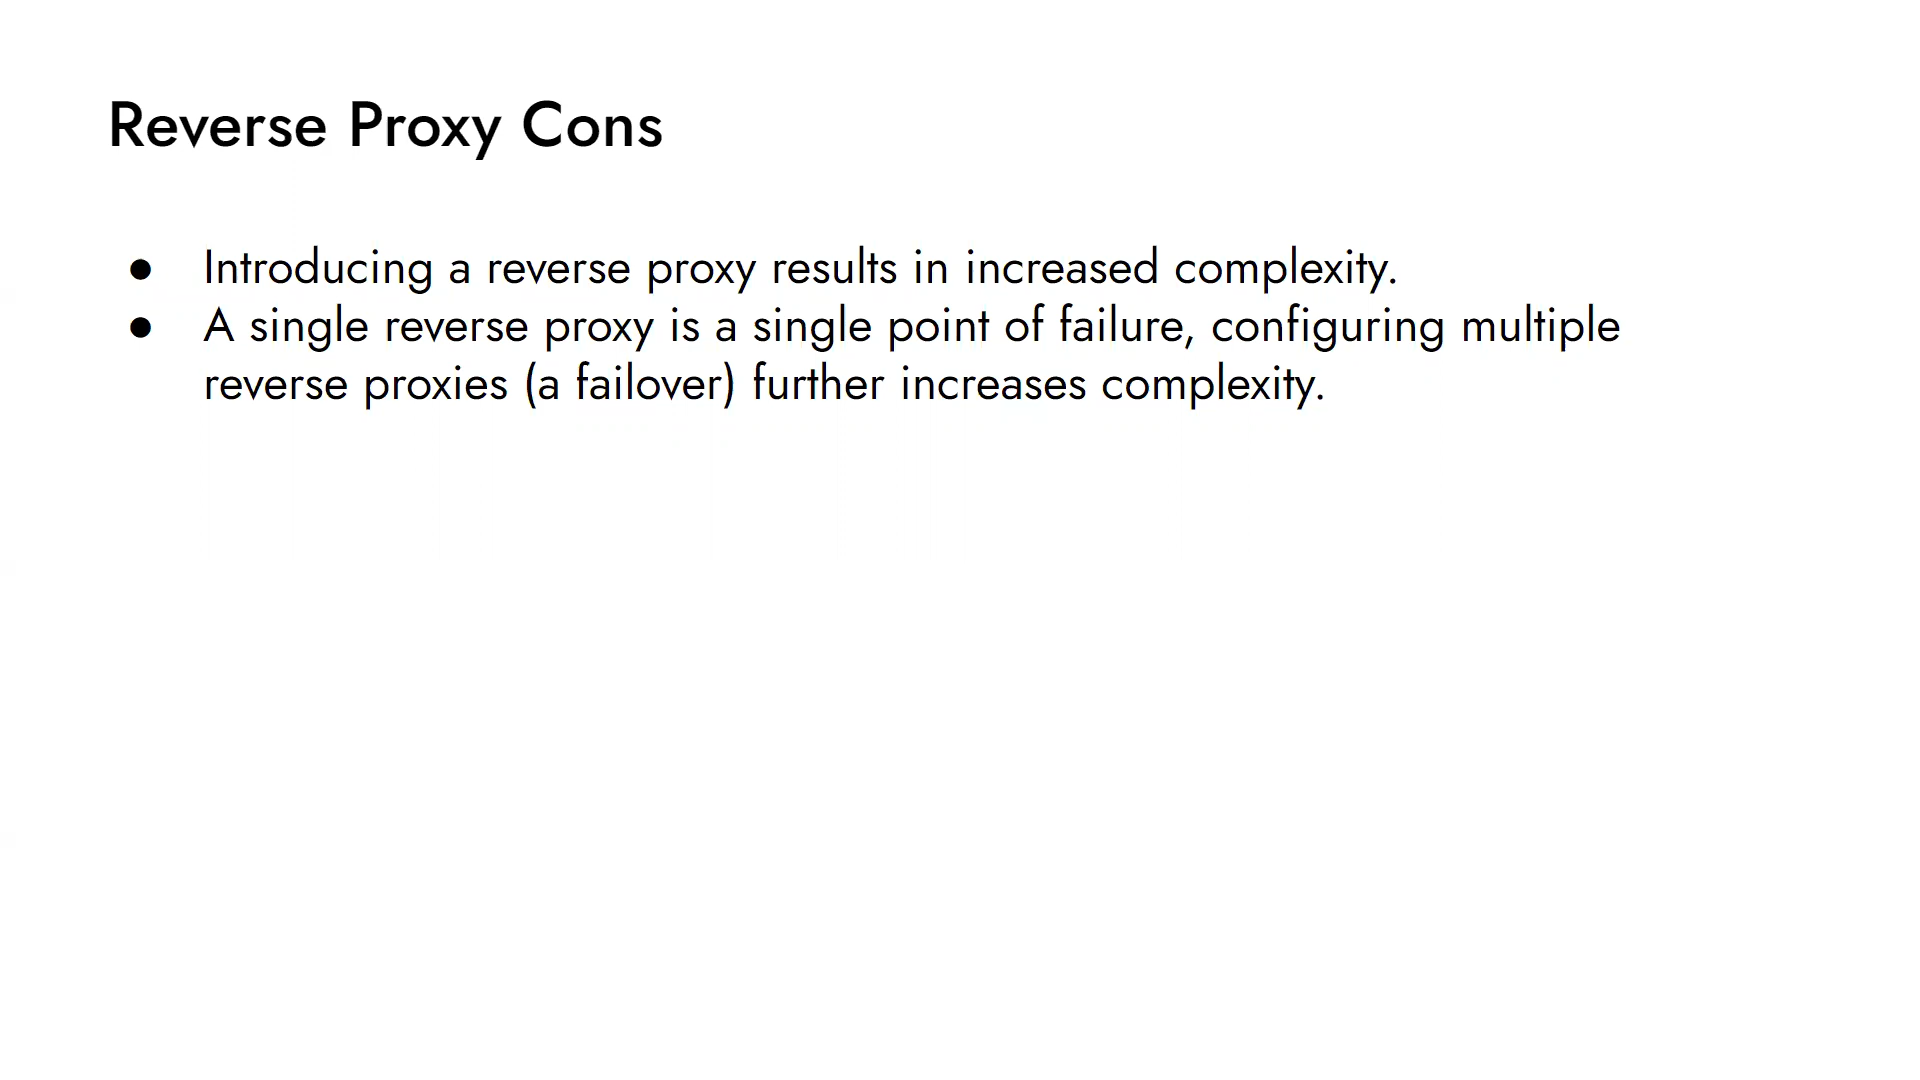 Reverse Proxy Cons
● Introducing a reverse proxy results in increased complexity.
● A single reverse proxy is a single point of failure, configuring multiple
reverse proxies (a failover) further increases complexity.